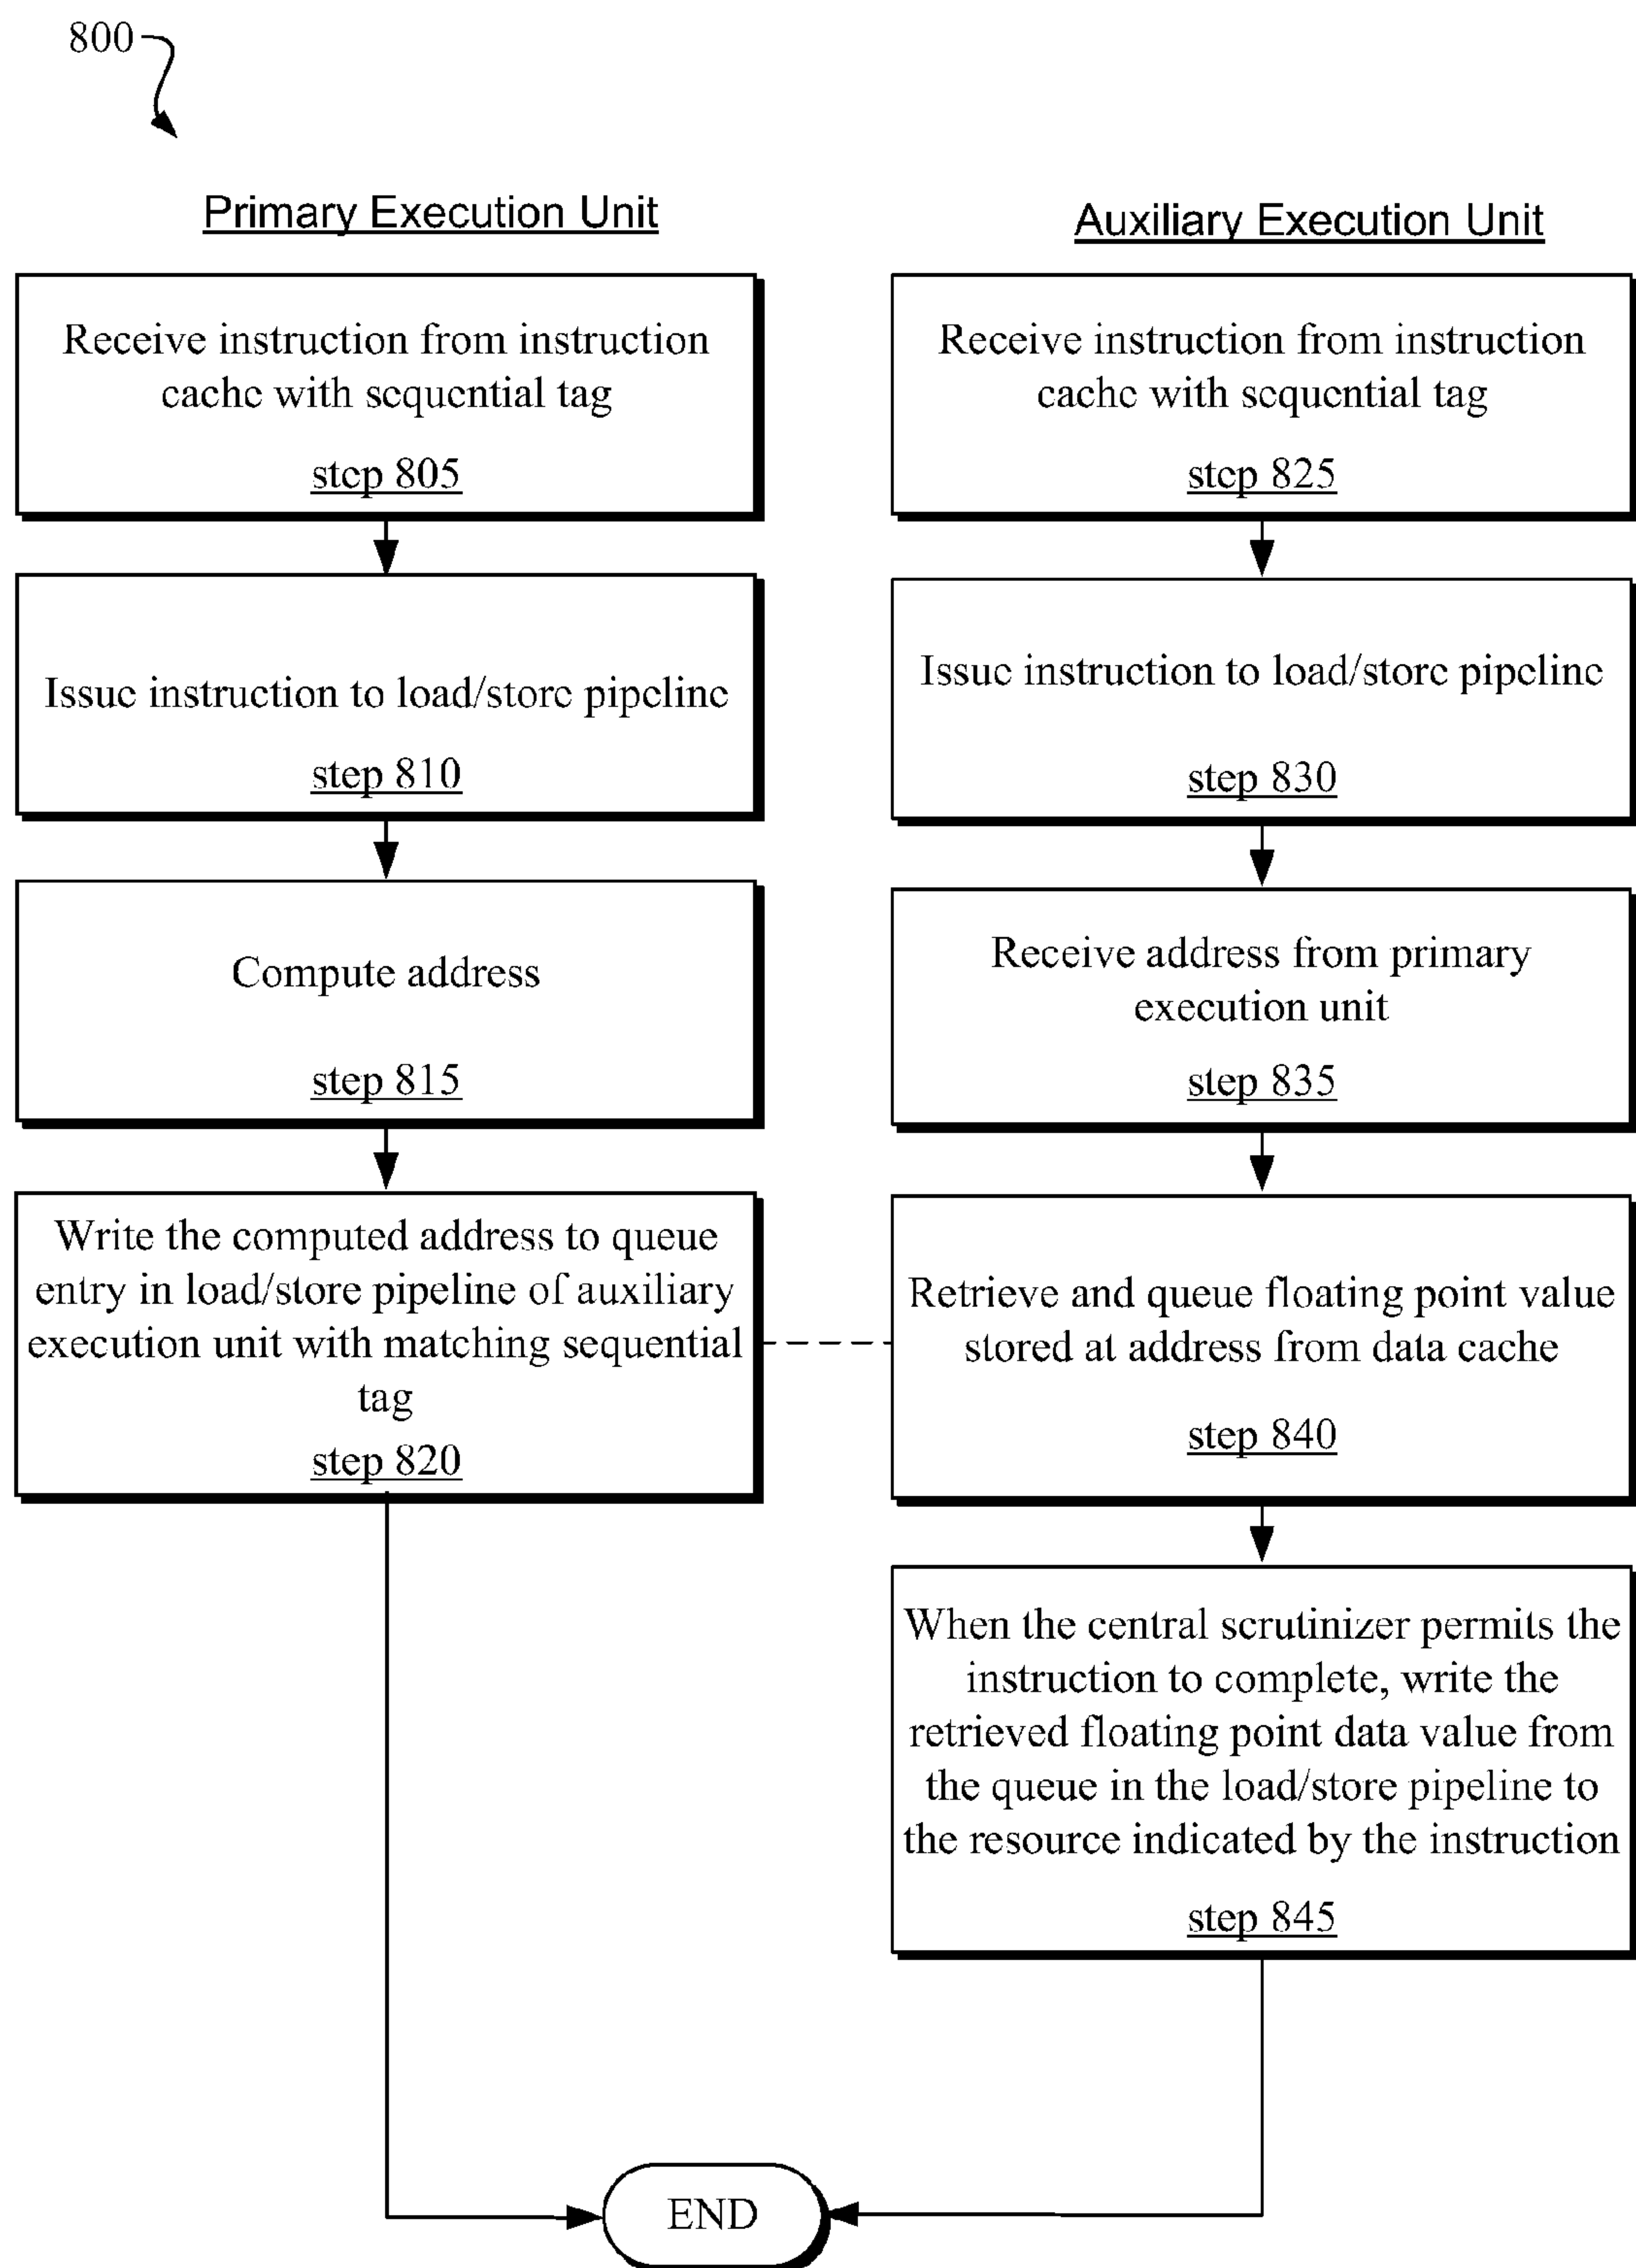 800
Primary Execution Unit
Receive instruction from instruction
cache with sequential tag
step 805
Issue instruction to load/store pipeline
step 810
Compute address
step 815
Write the computed address to queue
entry in load/store pipeline of auxiliary
execution unit with matching sequential
tag
step 820
Auxiliary Execution Unit
Receive instruction from instruction
cache with sequential tag
step 825
Issue instruction to load/store pipeline
step 830
Receive address from primary
execution unit
step 835
Retrieve and queue floating point value
stored at address from data cache
step 840
When the central scrutinizer permits the
instruction to complete, write the
retrieved floating point data value from
the queue in the load/store pipeline to
the resource indicated by the instruction
step 845
END